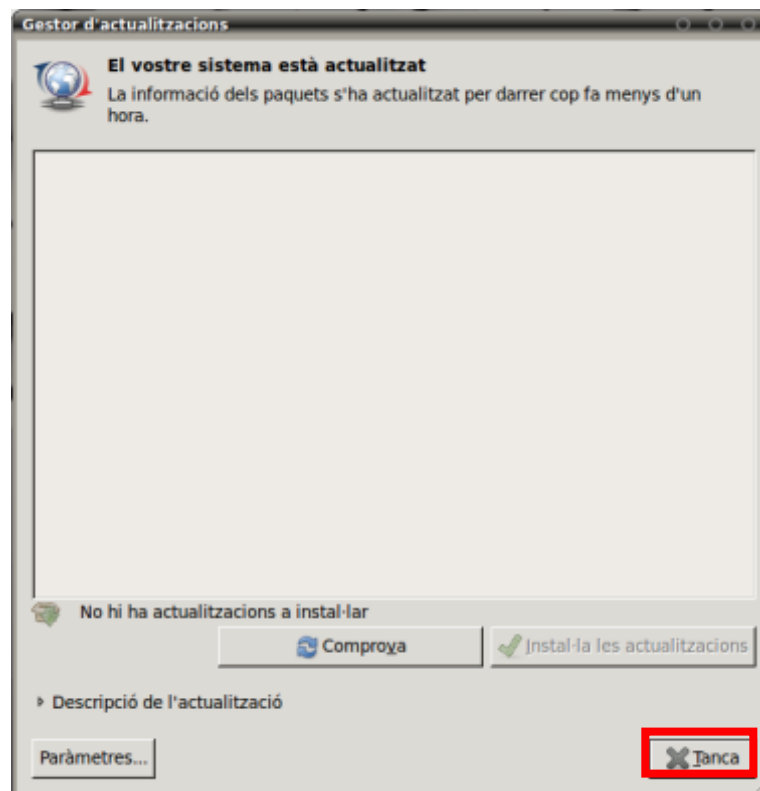 Gestor d'actualitzacions
El vostre sistema està actualitzat
La informació dels paquets s'ha actualitzat per darrer cop fa menys d'un
hora.
No hi ha actualitzacions a instal·lar
Comprova
Instal·la les actualitzacions
Descripció de l'actualització
Paràmetres...
Tanca